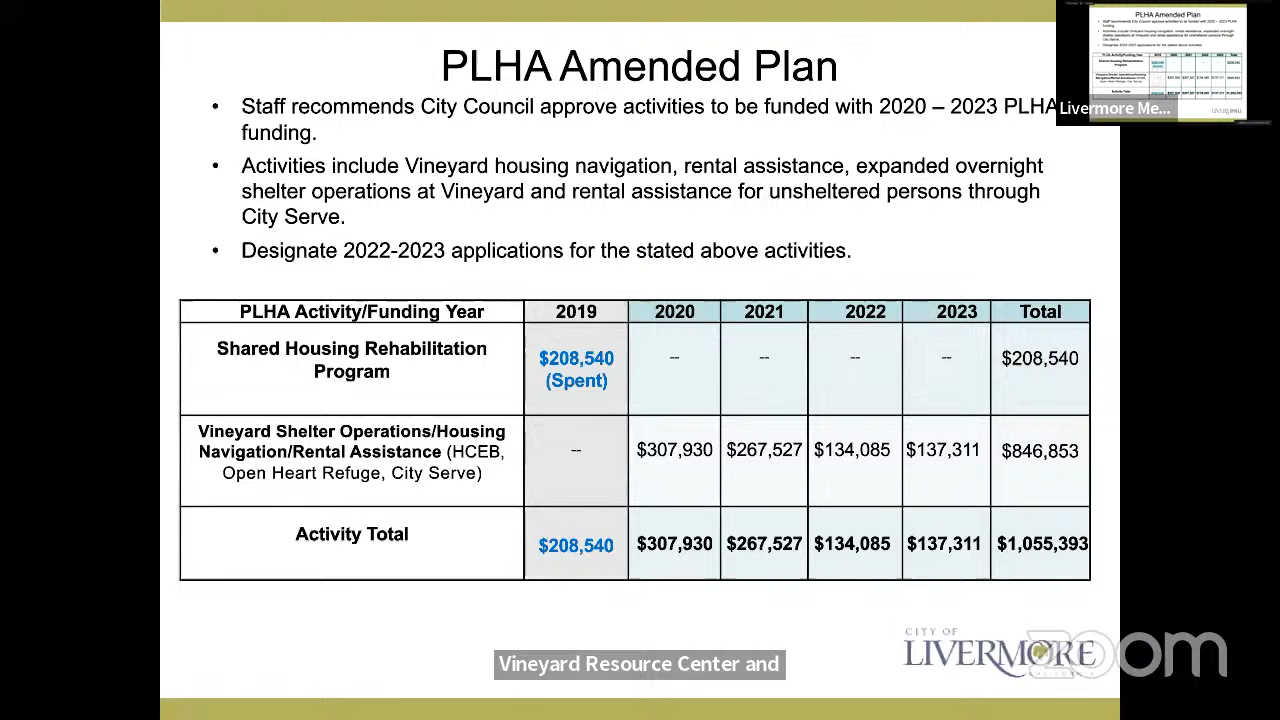 PLHA Amended Plan
• Staff recommends City Council approve activities to be funded with 2020 – 2023 PLHA
funding.
• Activities include Vineyard housing navigation, rental assistance, expanded overnight
shelter operations at Vineyard and rental assistance for unsheltered persons through
City Serve.
• Designate 2022-2023 applications for the stated above activities.
PLHA Activity/Funding Year 2019 2020 2021 2022 2023 Total
Shared Housing Rehabilitation
Program
$208,540
(Spent)
-- -- -- -- $208,540
Vineyard Shelter Operations/Housing
Navigation/Rental Assistance (HCEB,
Open Heart Refuge, City Serve)
-- $307,930 $267,527 $134,085 $137,311 $846,853
Activity Total $208,540 $307,930 $267,527 $134,085 $137,311 $1,055,393
CITY OF
LIVERMORE
CALIFORNIA
zoom
Vineyard Resource Center and
PLHA Amended Plan
Livermore Me...